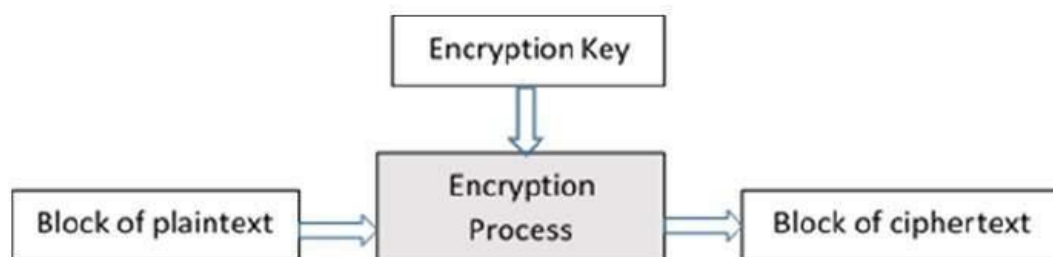 Encryption Key
Block of plaintext
Encryption
Process
Block of ciphertext